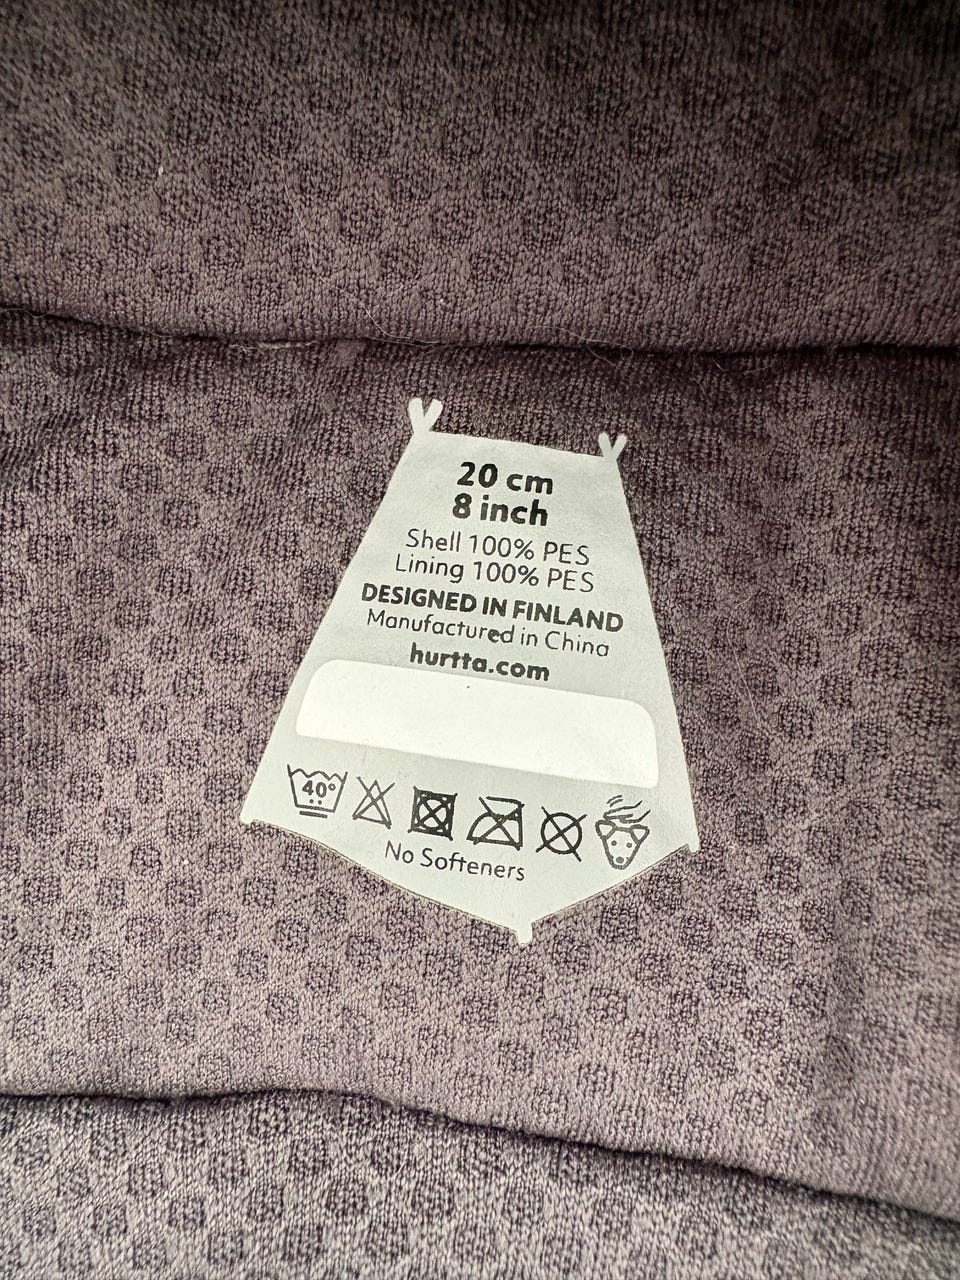 20 cm
8 inch
Shell 100% PES
Lining 100% PES
DESIGNED IN FINLAND
Manufactured in China
hurtta.com
40°
No Softeners